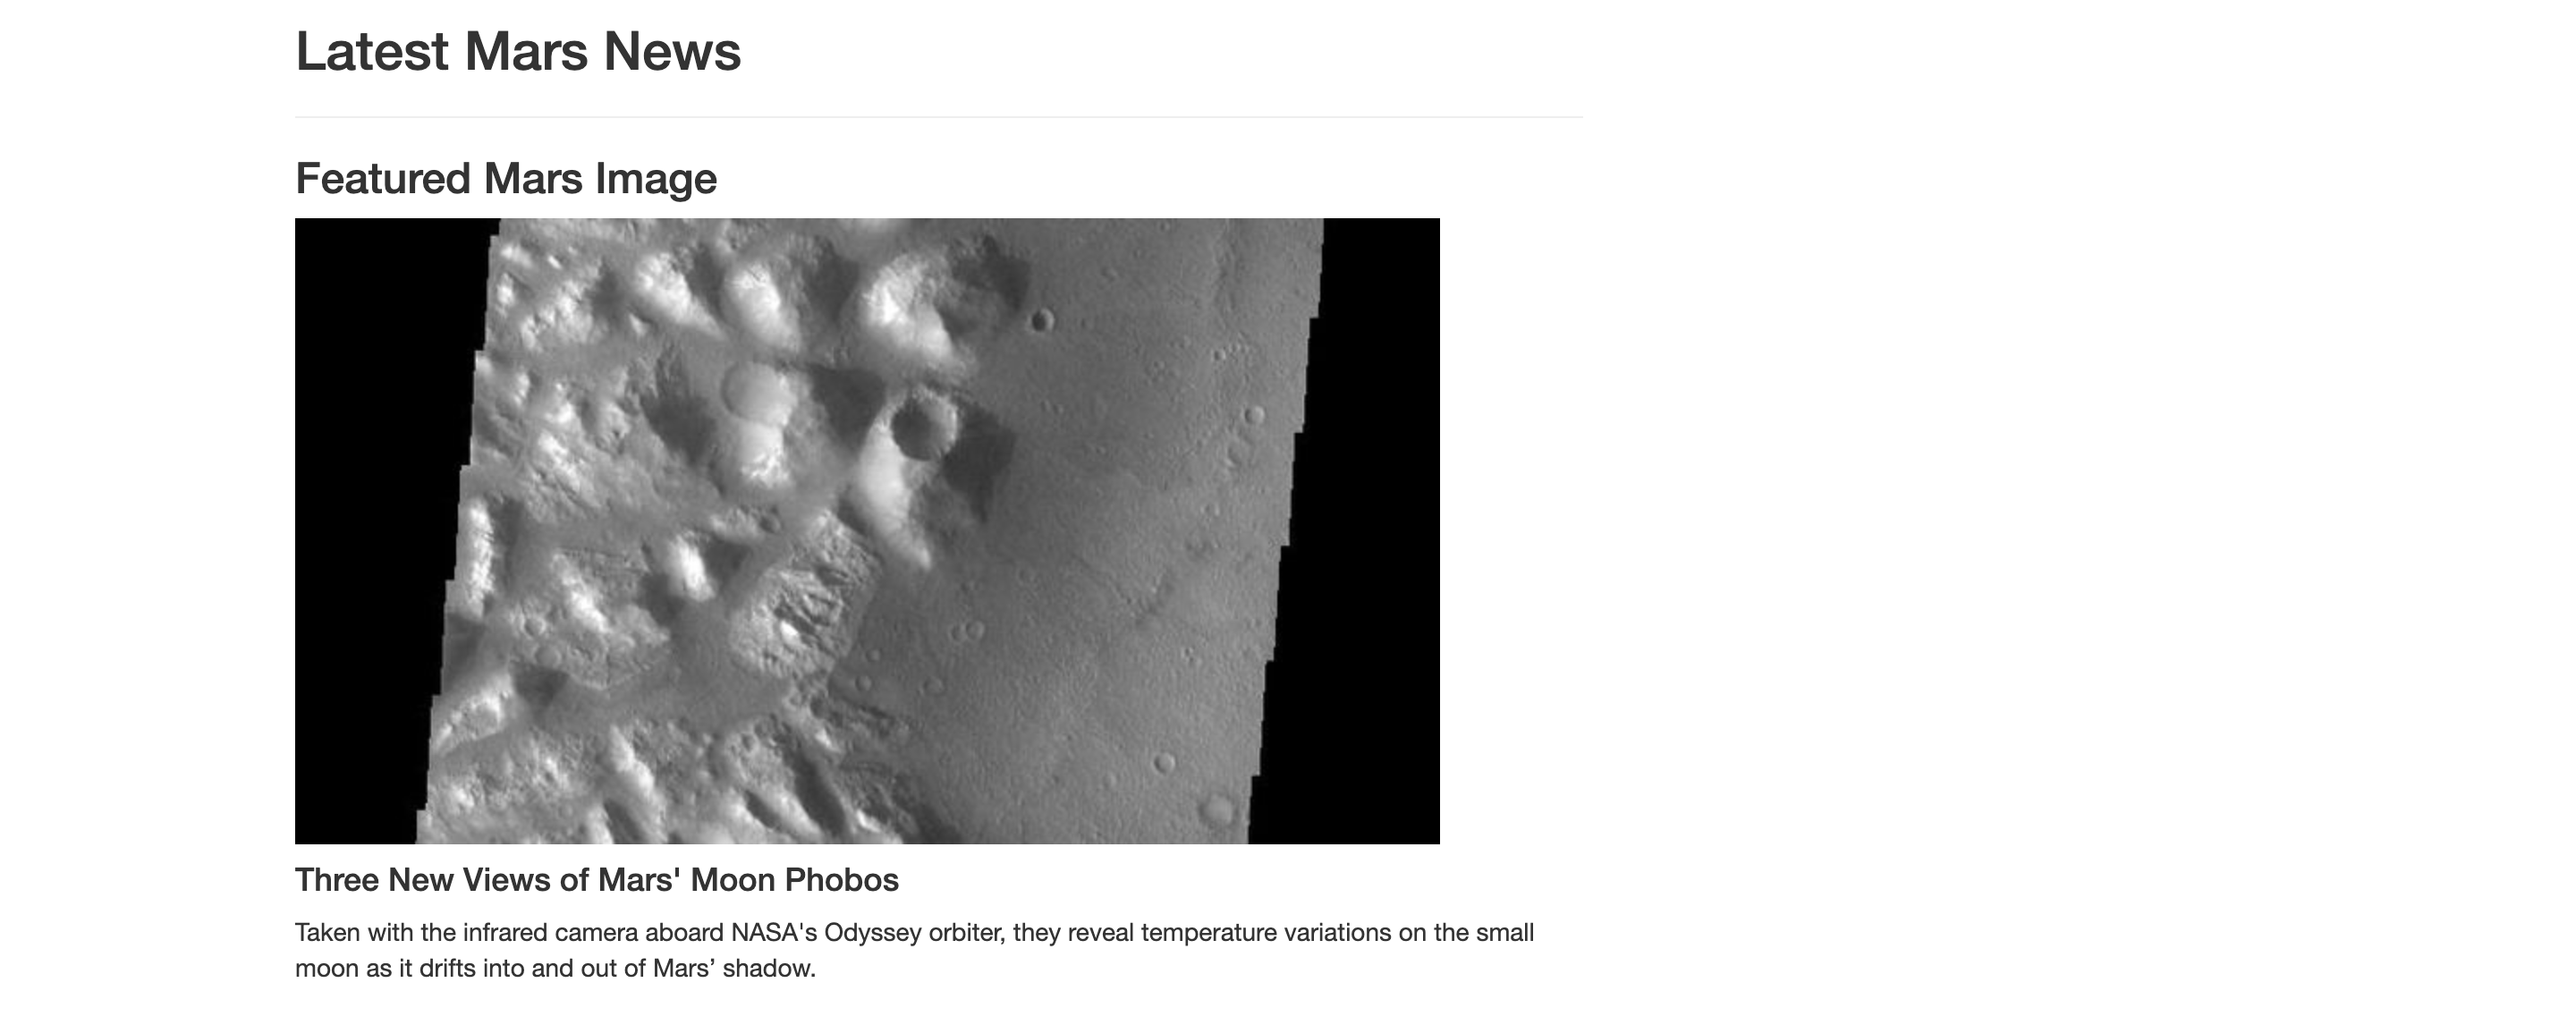 Latest Mars News
Featured Mars Image
Three New Views of Mars' Moon Phobos
Taken with the infrared camera aboard NASA's Odyssey orbiter, they reveal temperature variations on the small
moon as it drifts into and out of Mars’ shadow.